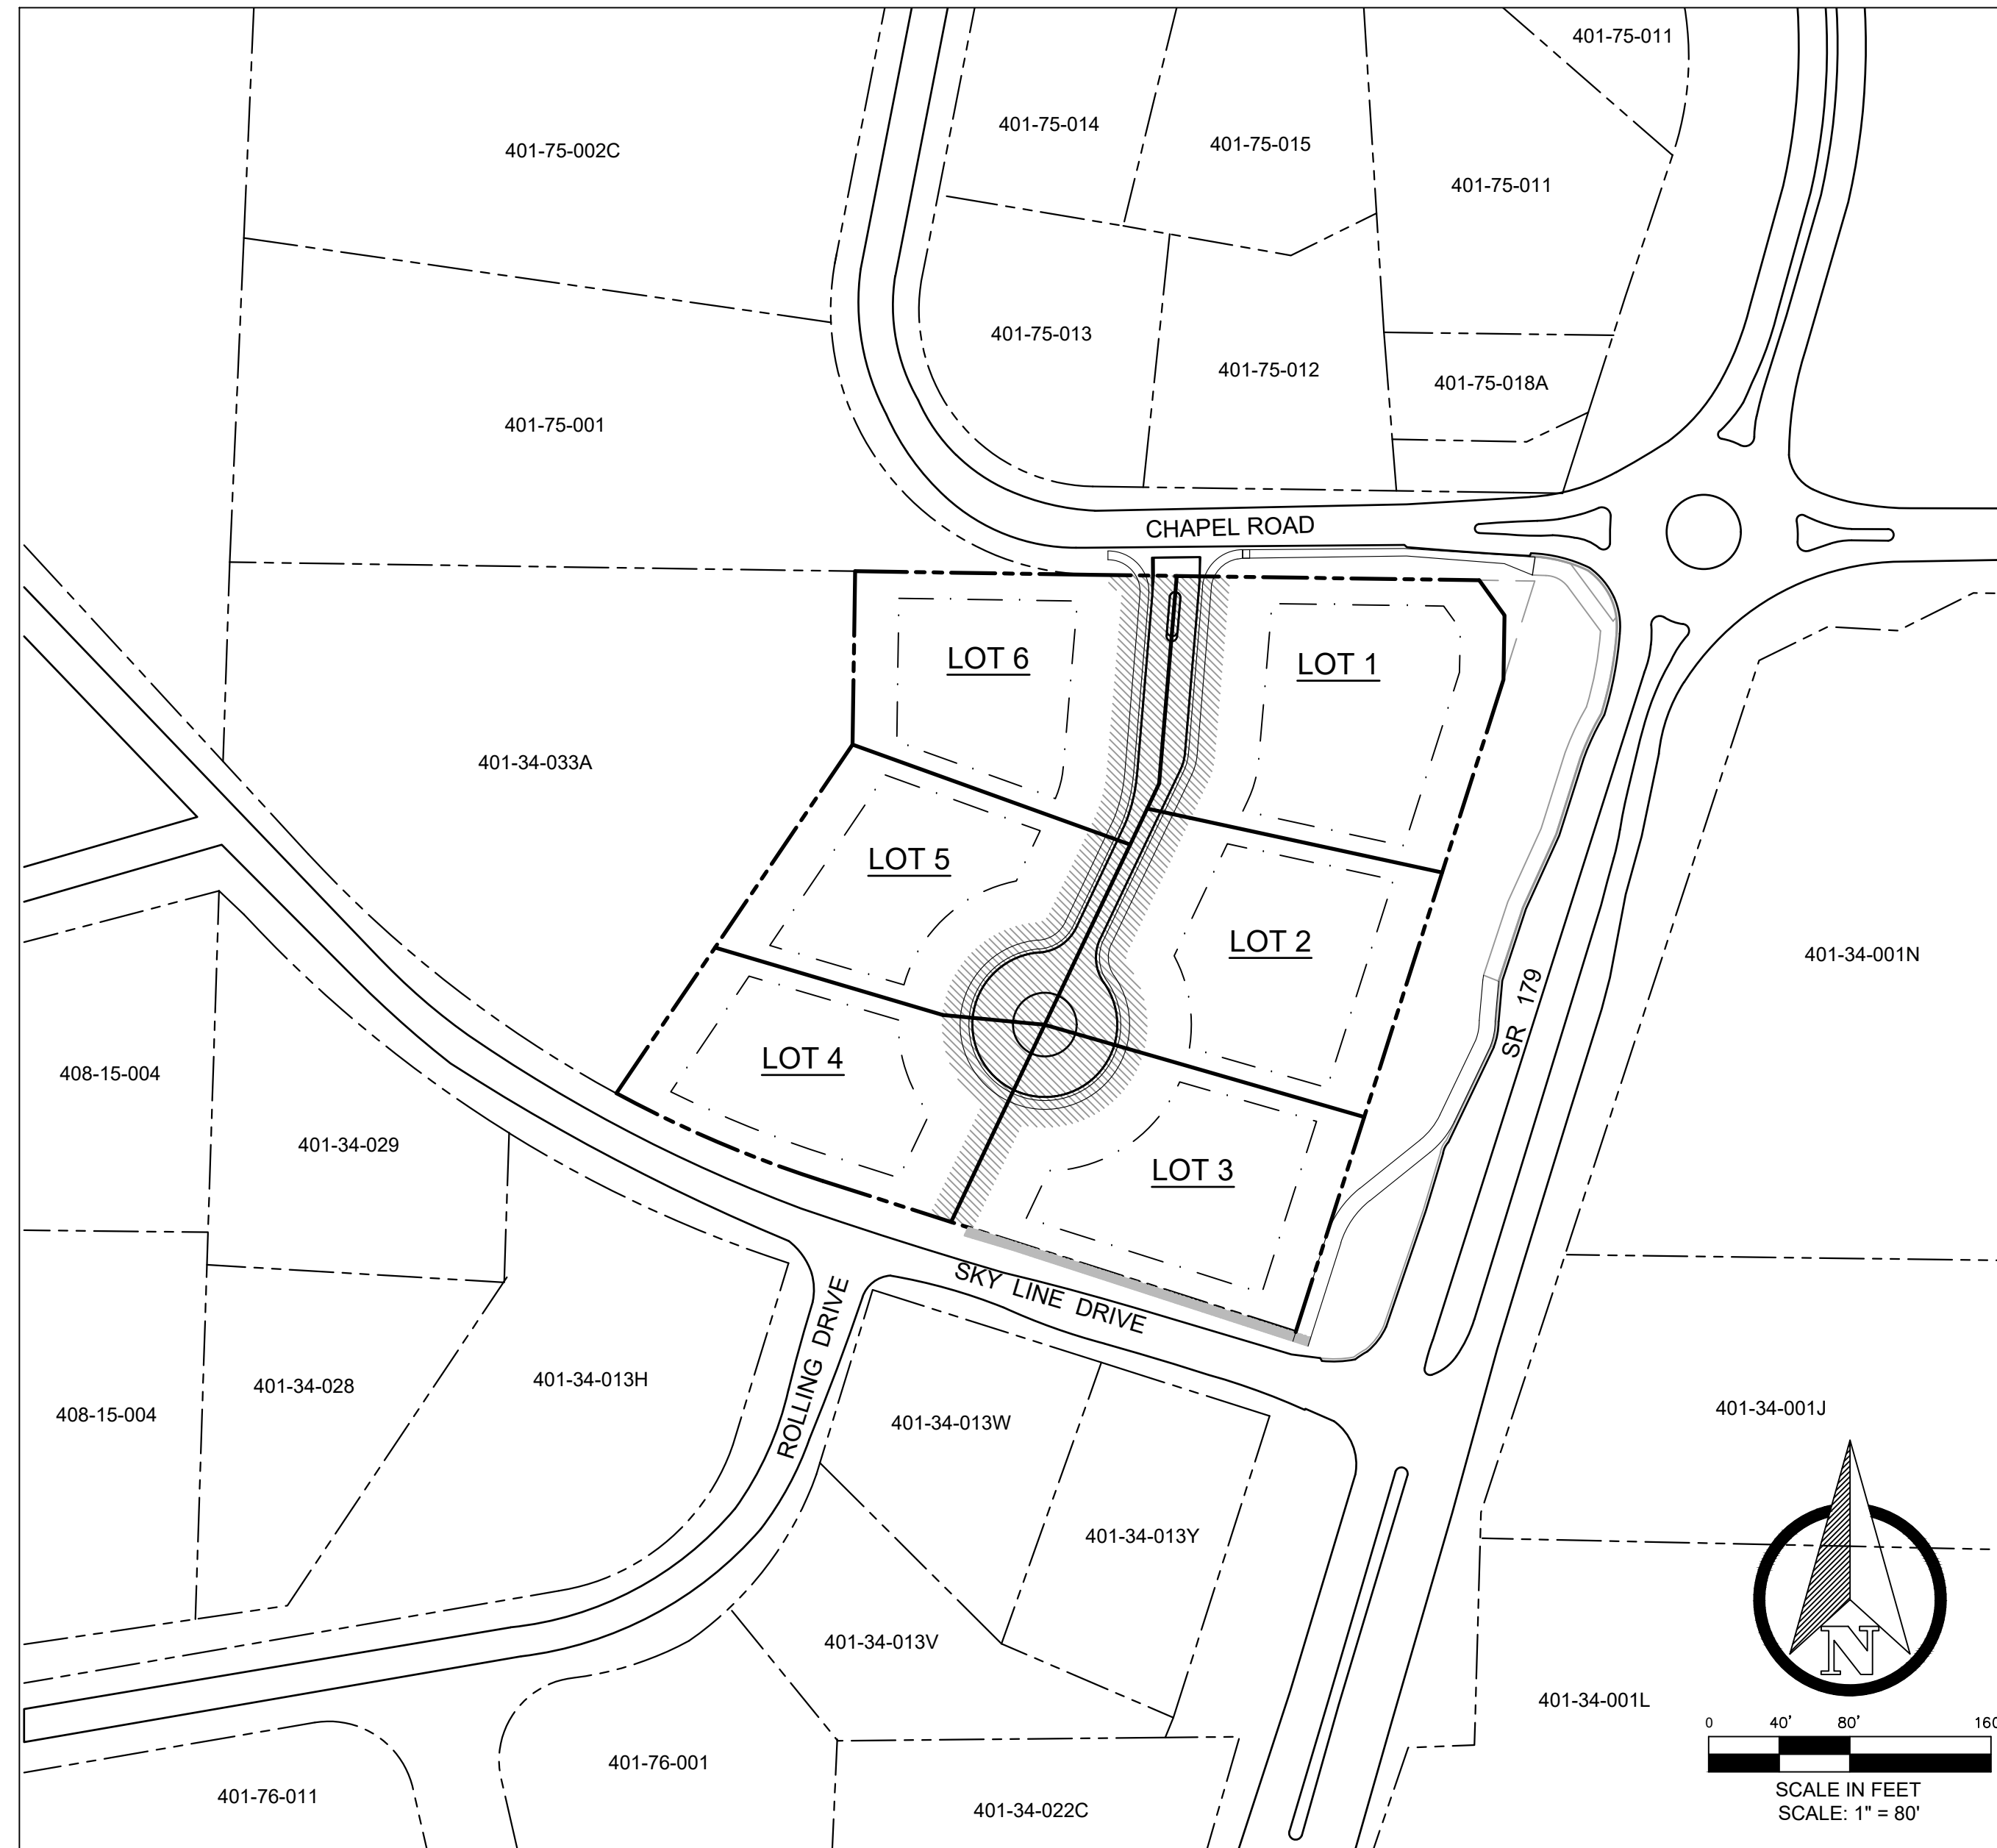 401-75-011
401-75-014
401-75-015
401-75-002C
401-75-011
401-75-013
401-75-012
401-75-018A
401-75-001
CHAPEL ROAD
LOT 6
LOT 1
401-34-033A
LOT 5
LOT 2
401-34-001N
SR 179
LOT 4
408-15-004
401-34-029
LOT 3
SKY LINE DRIVE
ROLLING DRIVE
401-34-013H
401-34-028
408-15-004
401-34-013W
401-34-001J
401-34-013Y
401-34-013V
N
401-34-001L
0 40' 80' 160
401-76-001
401-76-011
401-34-022C
SCALE IN FEET
SCALE: 1" = 80'